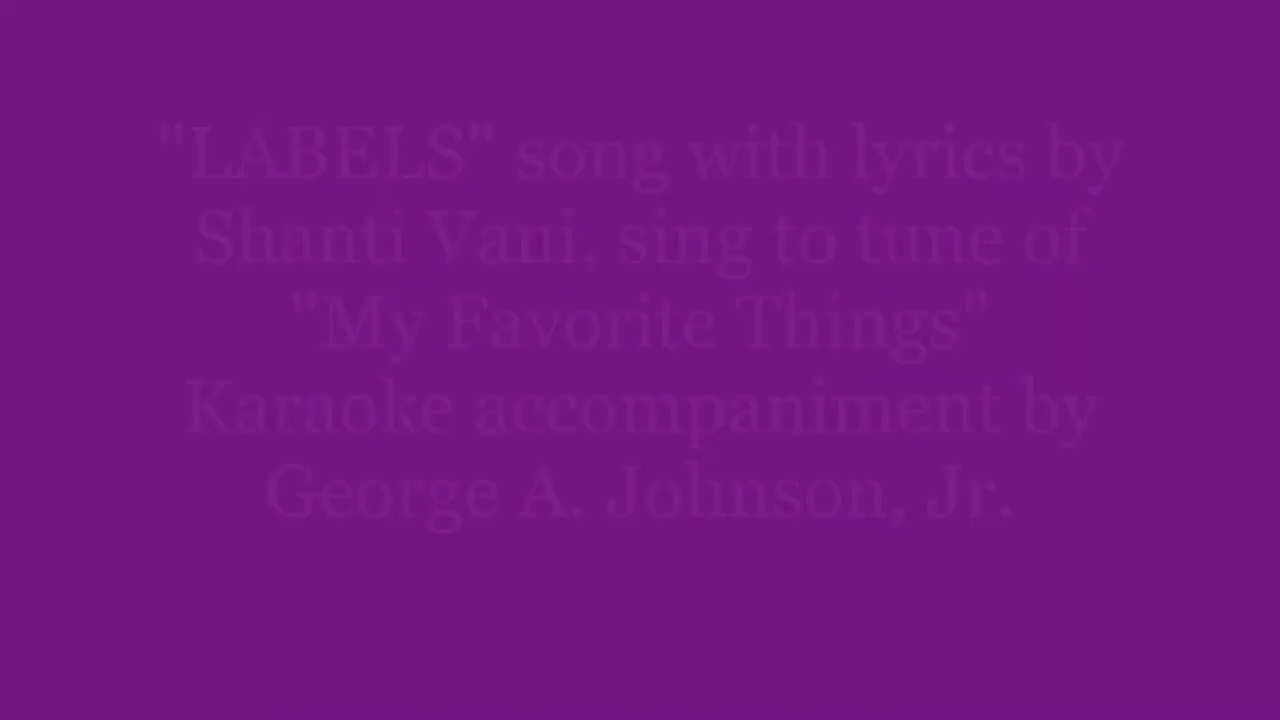 "LABELS" song with lyrics by
Shanti Vani, sing to tune of
"My Favorite Things"
Karaoke accompaniment by
George A. Johnson, Jr.